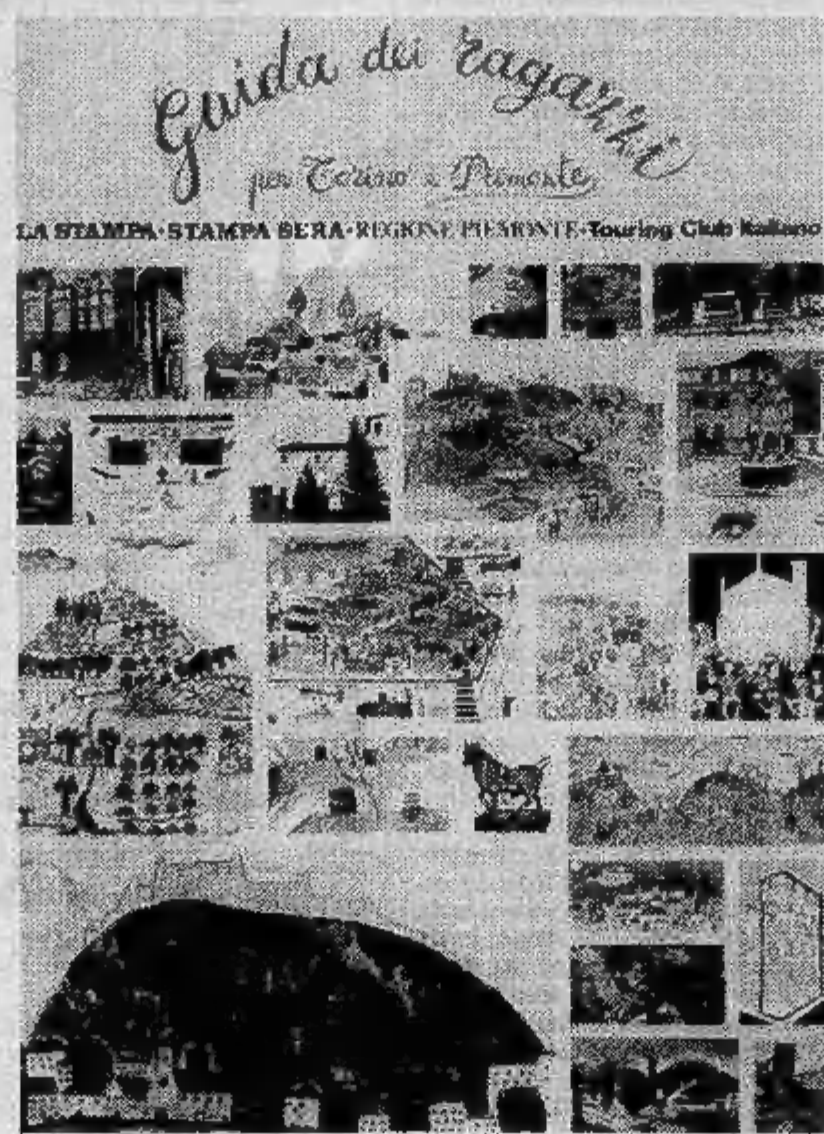 Guida dei ragazzi
per Torino e Piemonte
LA STAMPA·STAMPA SERA·REGIONE PIEMONTE·Touring Club Italiano